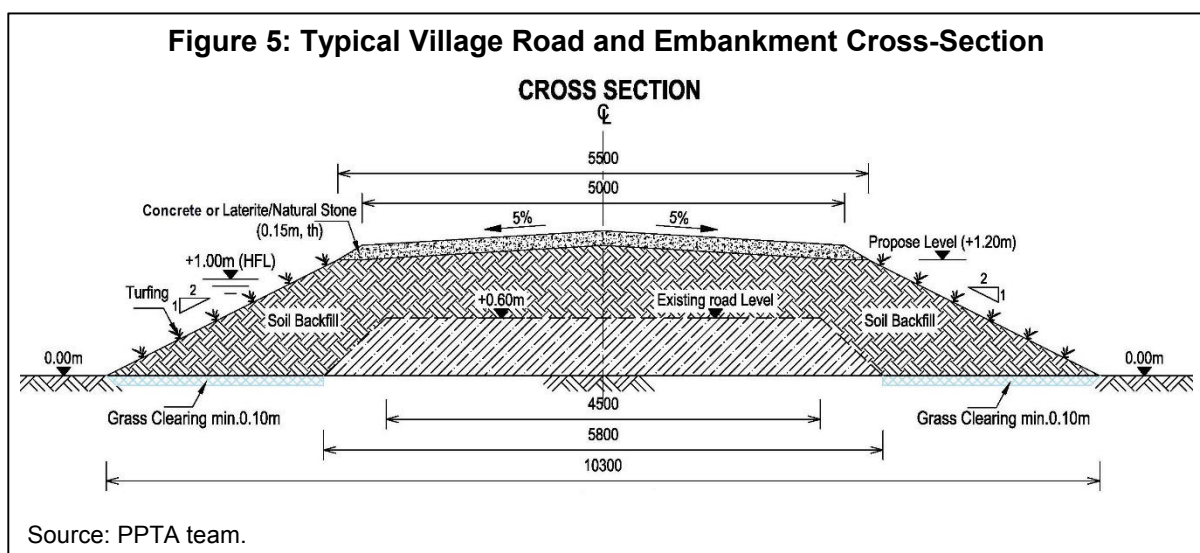 Figure 5: Typical Village Road and Embankment Cross-Section
CROSS SECTION
℄
5500
5000
Concrete or Laterite/Natural Stone
(0.15m, th)
5%
5%
Propose Level (+1.20m)
+1.00m (HFL)
Turfing
2
1
2
1
+0.60m
Existing road Level
Soil Backfill
Soil Backfill
0.00m
0.00m
Grass Clearing min.0.10m
Grass Clearing min.0.10m
4500
5800
10300
Source: PPTA team.